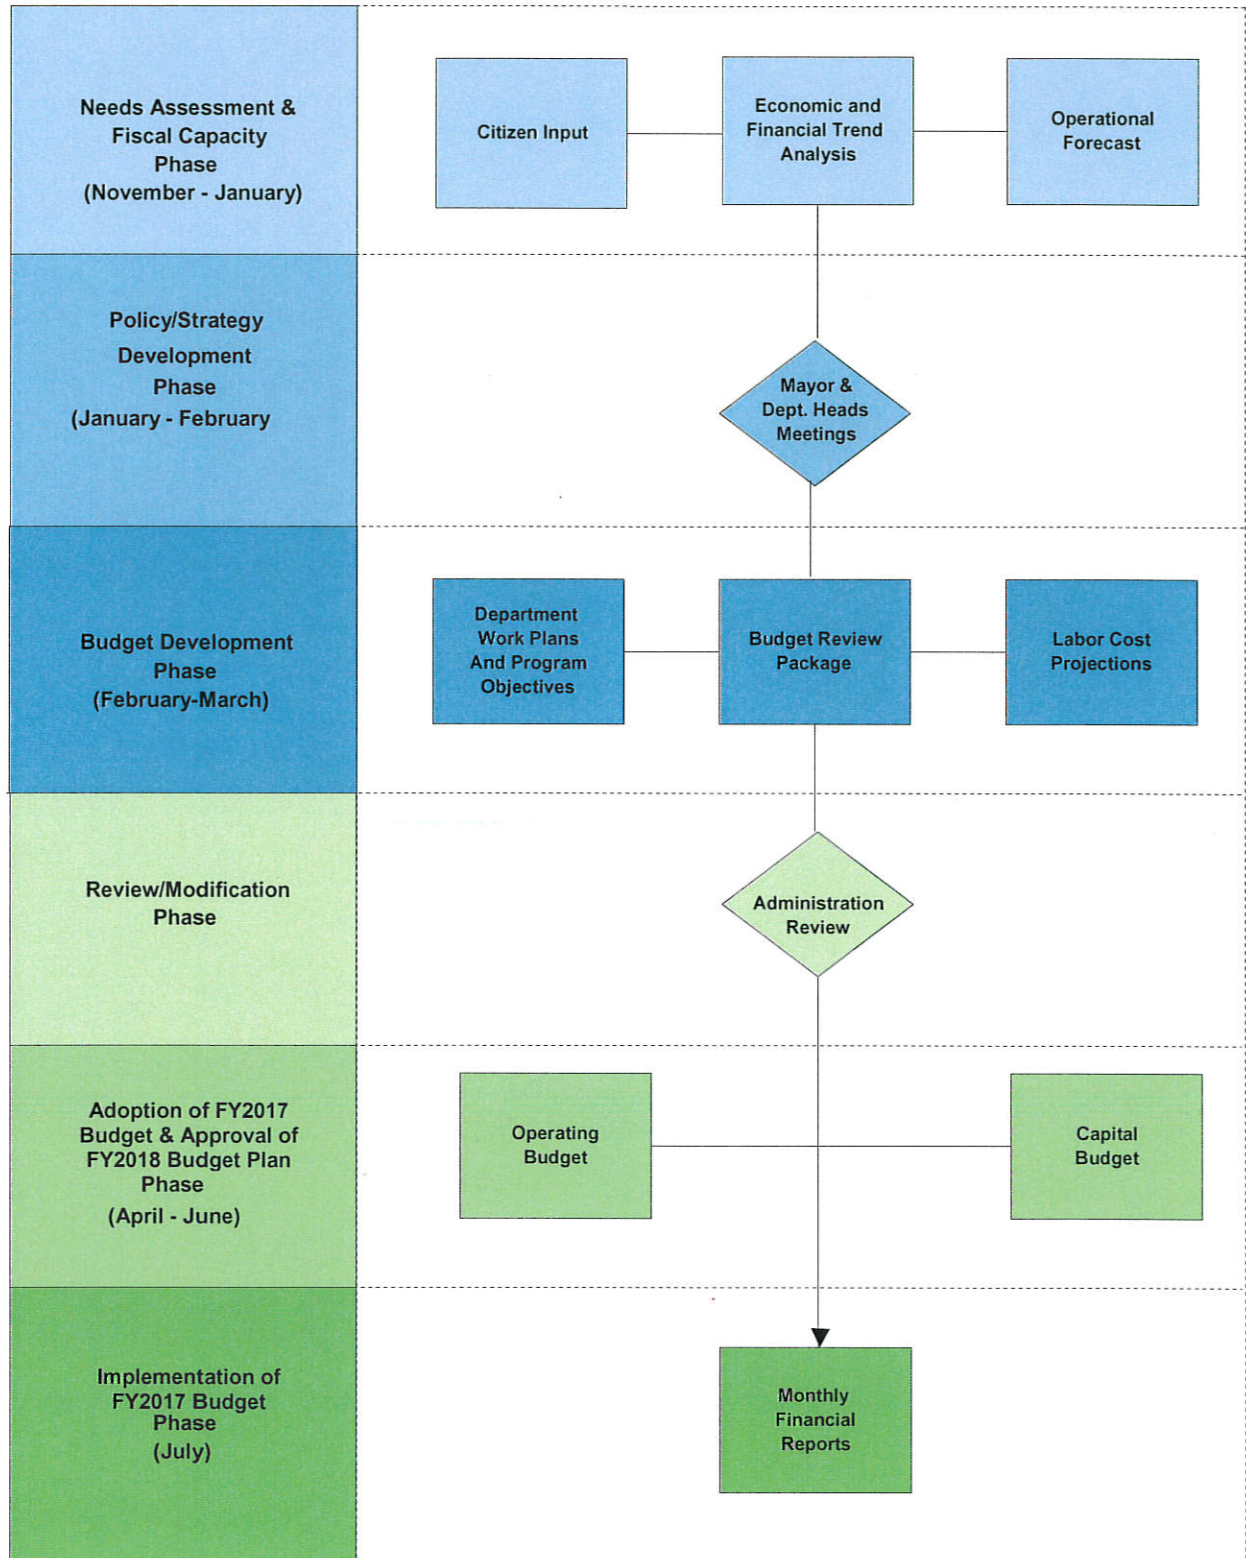 Needs Assessment &
Fiscal Capacity
Phase
(November - January)
Citizen Input
Economic and
Financial Trend
Analysis
Operational
Forecast
Policy/Strategy
Development
Phase
(January - February
Mayor &
Dept. Heads
Meetings
Budget Development
Phase
(February-March)
Department
Work Plans
And Program
Objectives
Budget Review
Package
Labor Cost
Projections
Review/Modification
Phase
Administration
Review
Adoption of FY2017
Budget & Approval of
FY2018 Budget Plan
Phase
(April - June)
Operating
Budget
Capital
Budget
Implementation of
FY2017 Budget
Phase
(July)
Monthly
Financial
Reports